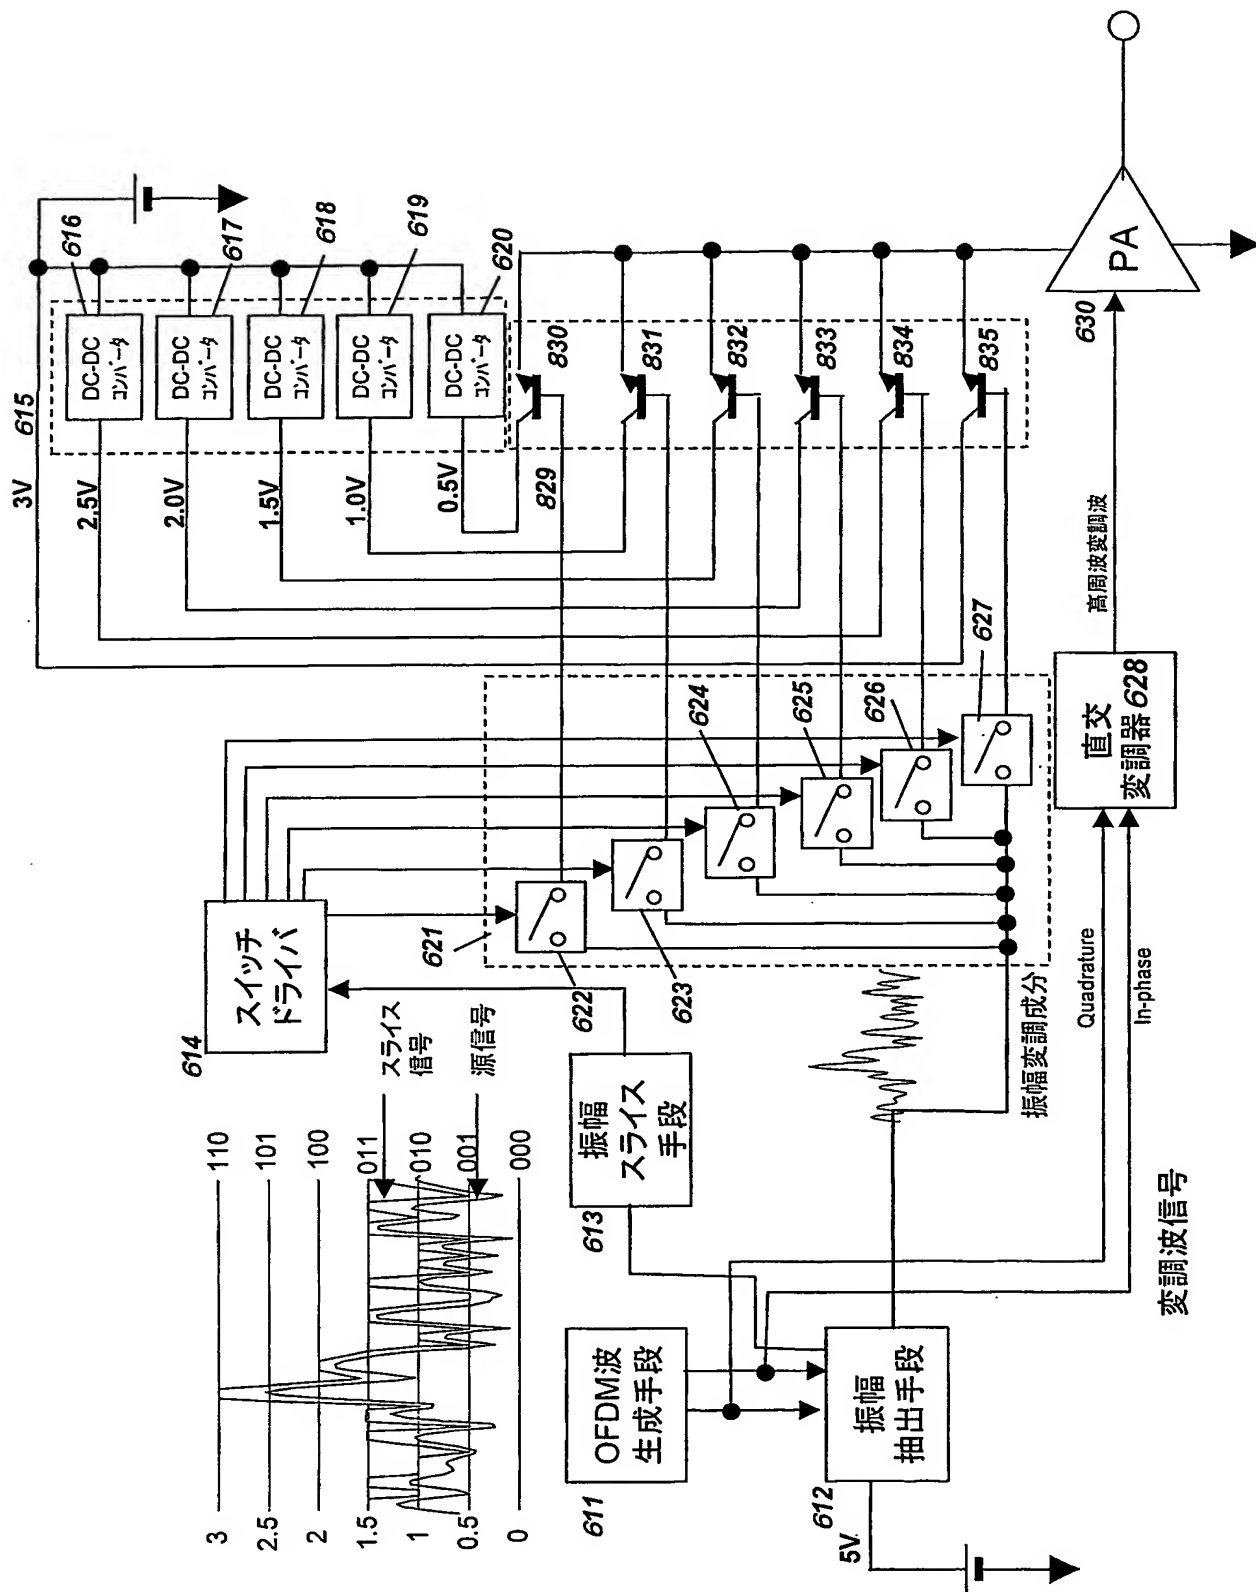 3
2.5
2
1.5
1
0.5
0
110
101
100
011
010
001
000
スライス
信号
源信号
614
スイッチ
ドライバ
611
OFDM波
生成手段
612
振幅
抽出手段
5V
613
振幅
スライス
手段
振幅変調成分
変調波信号
Quadrature
In-phase
621
622
623
624
625
626
627
直交
変調器 628
高周波変調波
630
PA
3V
615
2.5V
2.0V
1.5V
1.0V
0.5V
829
DC-DC
コンバータ
616
DC-DC
コンバータ
617
DC-DC
コンバータ
618
DC-DC
コンバータ
619
DC-DC
コンバータ
620
830
831
832
833
834
835